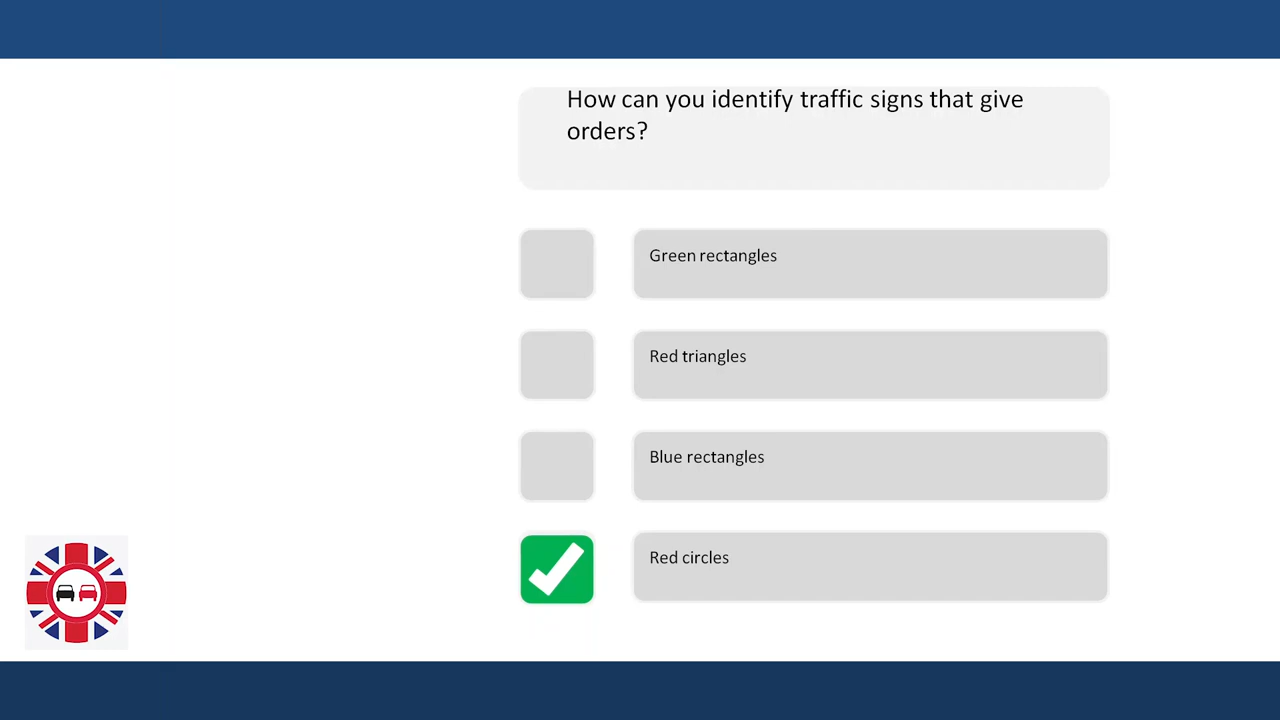 How can you identify traffic signs that give
orders?
Green rectangles
Red triangles
Blue rectangles
Red circles